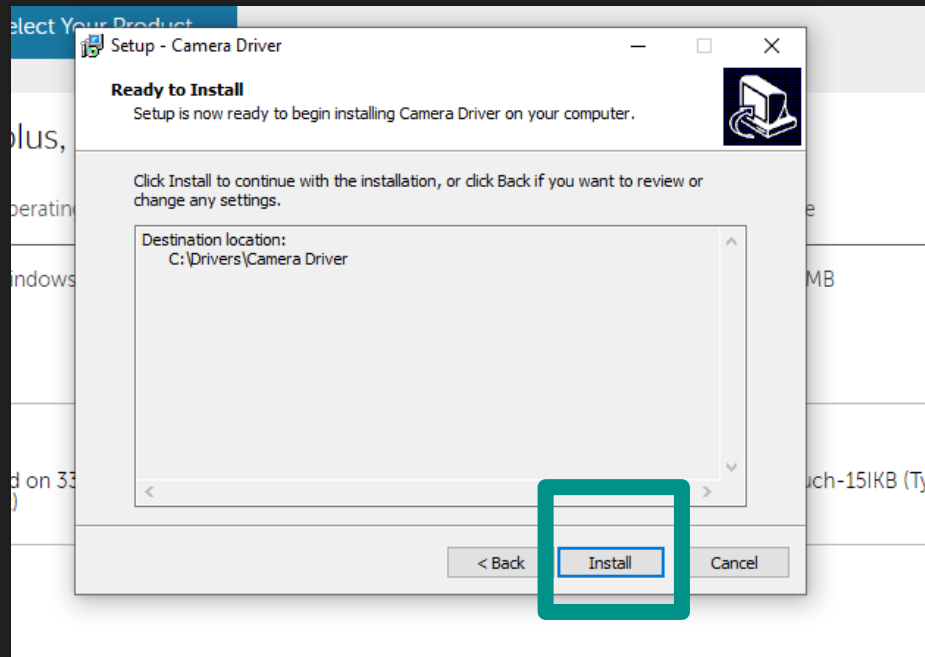 elect Your Product
Setup - Camera Driver
Ready to Install
Setup is now ready to begin installing Camera Driver on your computer.
plus,
Click Install to continue with the installation, or click Back if you want to review or
change any settings.
perating
e
Destination location:
C:\Drivers\Camera Driver
indows
MB
d on 33
uch-15IKB (Ty
)
< Back
Install
Cancel